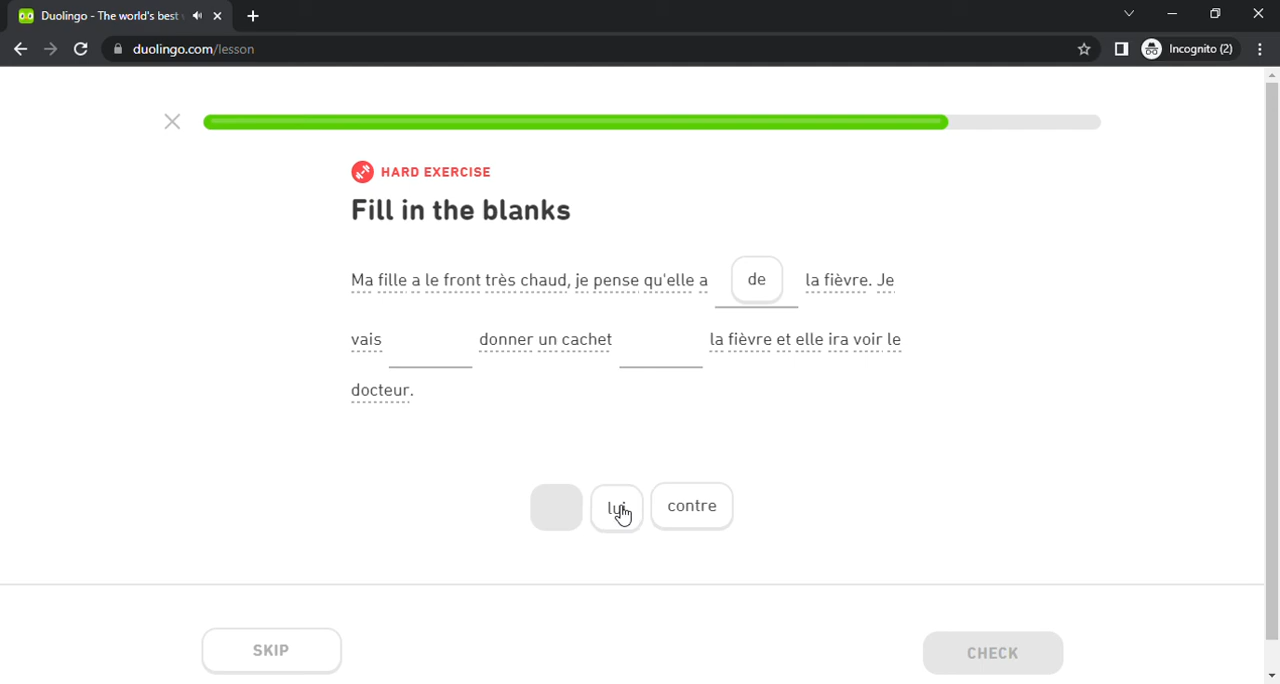 Duolingo - The world's best
duolingo.com/lesson
Incognito (2)
HARD EXERCISE
Fill in the blanks
Ma fille a le front très chaud, je pense qu'elle a de la fièvre. Je
vais donner un cachet la fièvre et elle ira voir le
docteur.
lui contre
SKIP CHECK